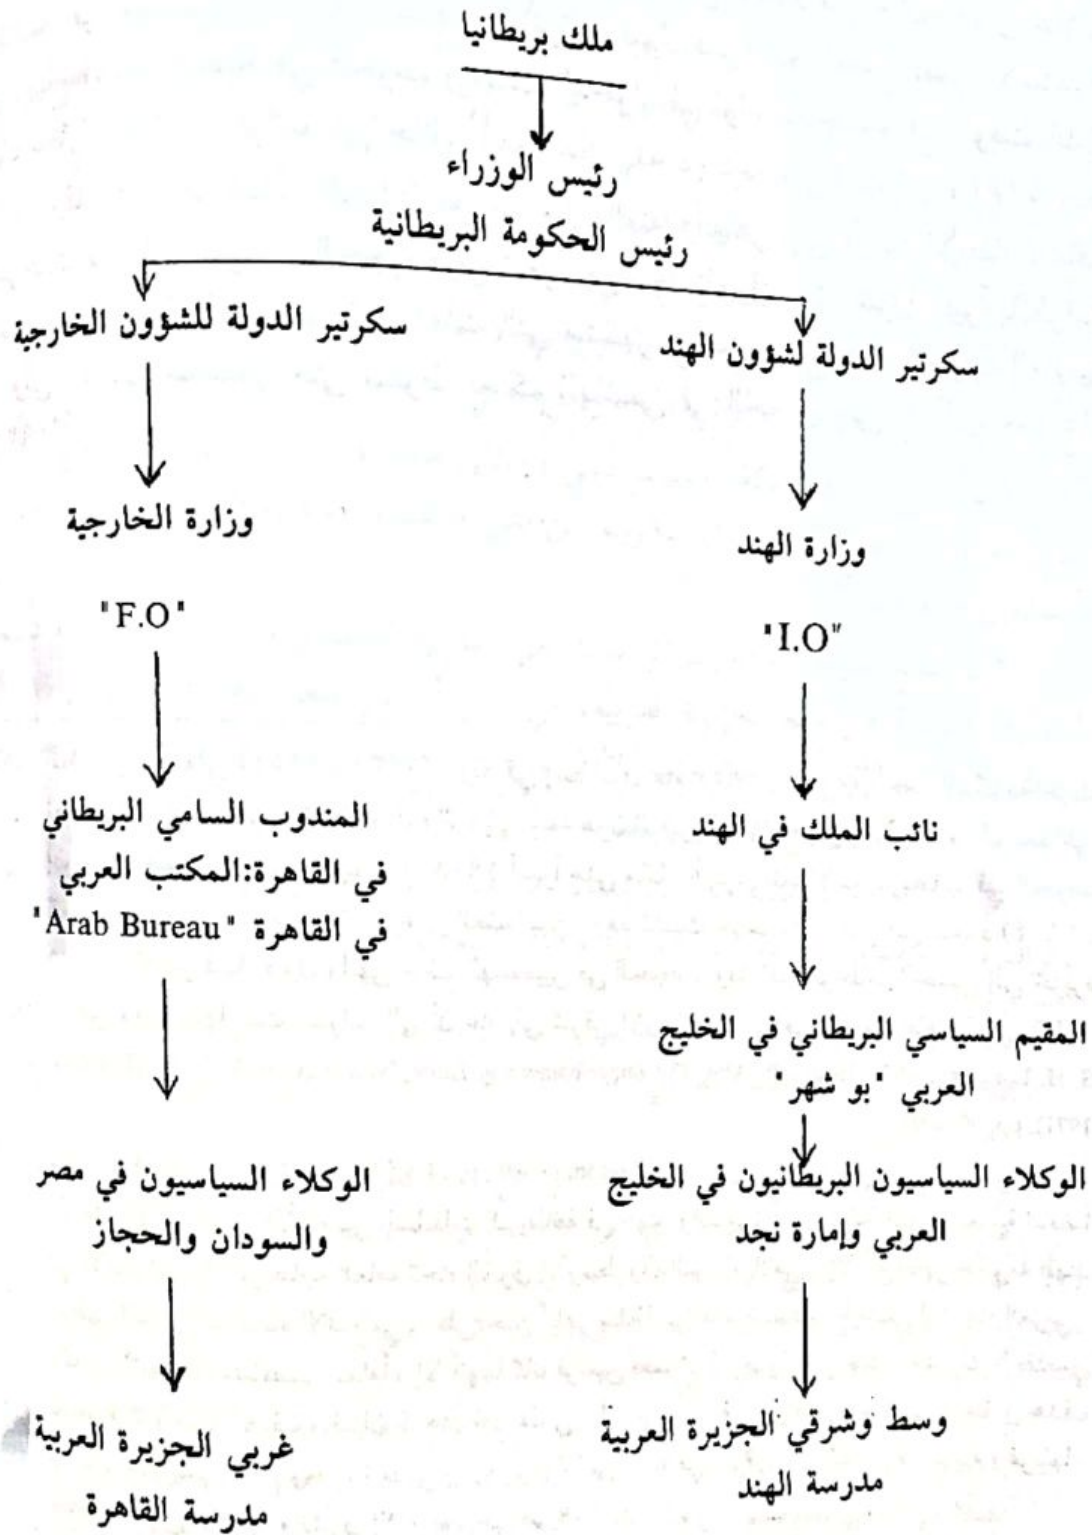 ملك بريطانيا
رئيس الوزراء
رئيس الحكومة البريطانية
سكرتير الدولة لشؤون الهند
سكرتير الدولة للشؤون الخارجية
وزارة الهند
وزارة الخارجية
"I.O"
"F.O"
نائب الملك في الهند
المندوب السامي البريطاني
في القاهرة:المكتب العربي
في القاهرة "Arab Bureau"
المقيم السياسي البريطاني في الخليج
العربي "بو شهر"
الوكلاء السياسيون البريطانيون في الخليج
العربي وإمارة نجد
الوكلاء السياسيون في مصر
والسودان والحجاز
وسط وشرقي الجزيرة العربية
مدرسة الهند
غربي الجزيرة العربية
مدرسة القاهرة